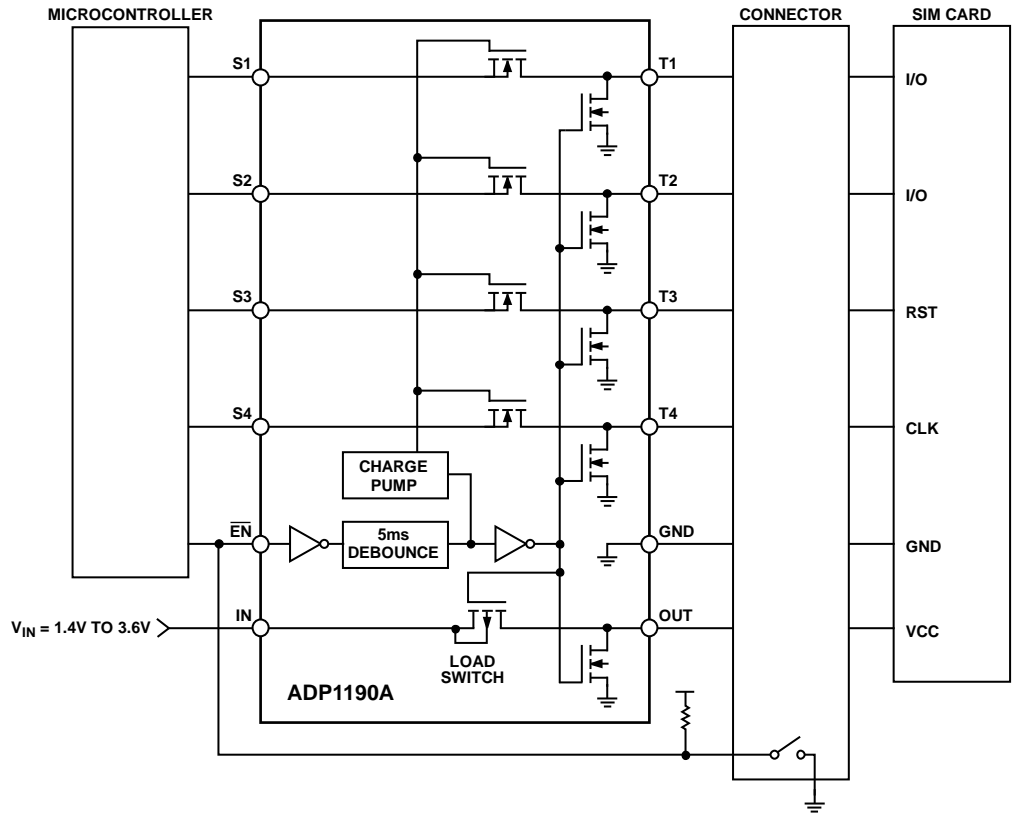 MICROCONTROLLER
CONNECTOR
SIM CARD
S1
T1
I/O
S2
T2
I/O
S3
T3
RST
S4
T4
CLK
CHARGE
PUMP
EN
5ms
DEBOUNCE
GND
GND
IN
OUT
VIN = 1.4V TO 3.6V
VCC
LOAD
SWITCH
ADP1190A